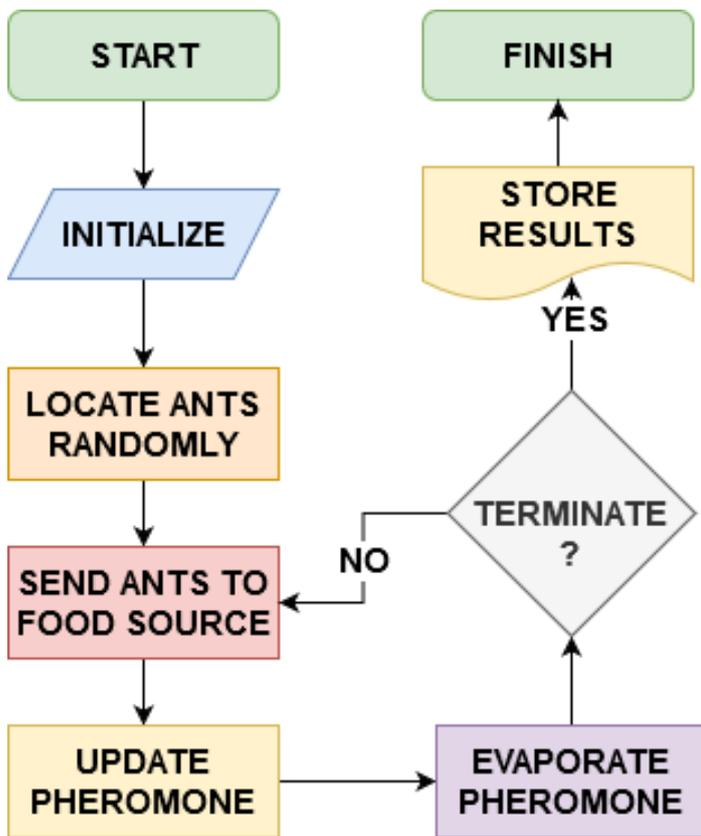 START
INITIALIZE
LOCATE ANTS
RANDOMLY
SEND ANTS TO
FOOD SOURCE
UPDATE
PHEROMONE
EVAPORATE
PHEROMONE
TERMINATE
?
NO
YES
STORE
RESULTS
FINISH